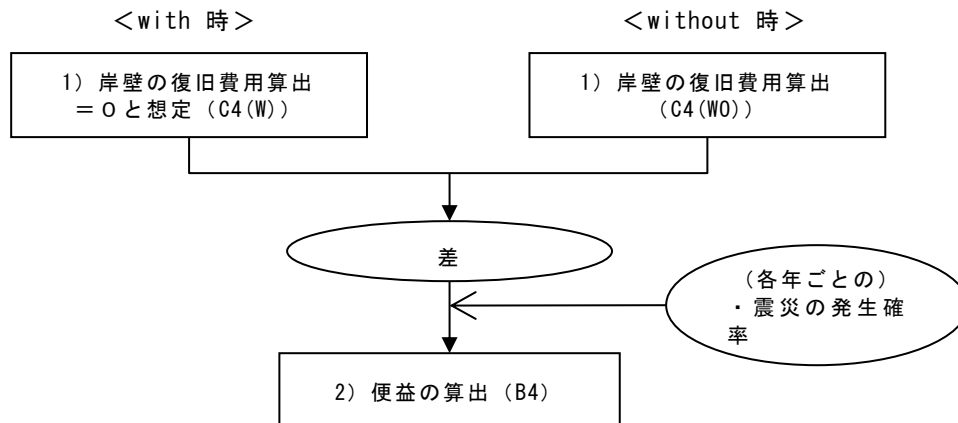 ＜with 時＞
＜without 時＞
1) 岸壁の復旧費用算出
＝0と想定（C4(W)）
1) 岸壁の復旧費用算出
（C4(WO)）
差
（各年ごとの）
・震災の発生確
率
2) 便益の算出（B4）